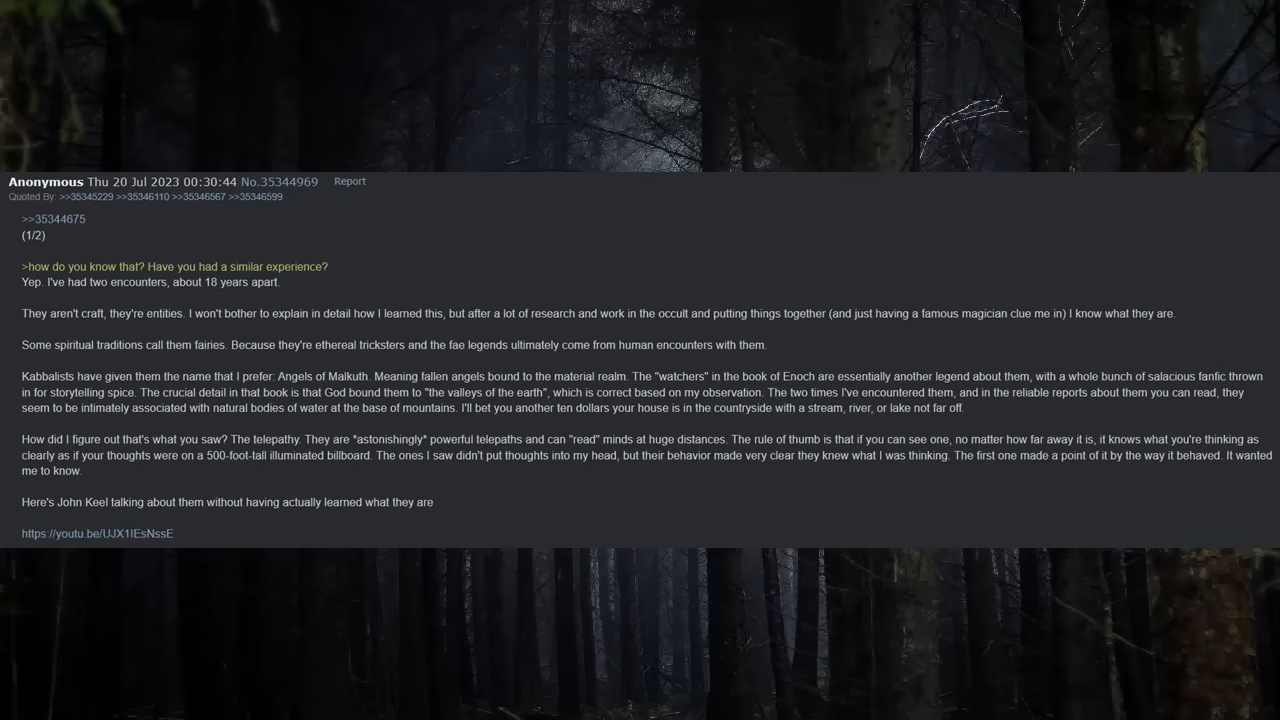 Anonymous Thu 20 Jul 2023 00:30:44 No.35344969 Report
Quoted By: >>35345229 >>35346110 >>35346567 >>35346599
>>35344675
(1/2)
>how do you know that? Have you had a similar experience?
Yep. I've had two encounters, about 18 years apart.
They aren't craft, they're entities. I won't bother to explain in detail how I learned this, but after a lot of research and work in the occult and putting things together (and just having a famous magician clue me in) I know what they are.
Some spiritual traditions call them fairies. Because they're ethereal tricksters and the fae legends ultimately come from human encounters with them.
Kabbalists have given them the name that I prefer: Angels of Malkuth. Meaning fallen angels bound to the material realm. The "watchers" in the book of Enoch are essentially another legend about them, with a whole bunch of salacious fanfic thrown
in for storytelling spice. The crucial detail in that book is that God bound them to "the valleys of the earth", which is correct based on my observation. The two times I've encountered them, and in the reliable reports about them you can read, they
seem to be intimately associated with natural bodies of water at the base of mountains. I'll bet you another ten dollars your house is in the countryside with a stream, river, or lake not far off.
How did I figure out that's what you saw? The telepathy. They are *astonishingly* powerful telepaths and can "read" minds at huge distances. The rule of thumb is that if you can see one, no matter how far away it is, it knows what you're thinking as
clearly as if your thoughts were on a 500-foot-tall illuminated billboard. The ones I saw didn't put thoughts into my head, but their behavior made very clear they knew what I was thinking. The first one made a point of it by the way it behaved. It wanted
me to know.
Here's John Keel talking about them without having actually learned what they are
https://youtu.be/UJX1IEsNssE